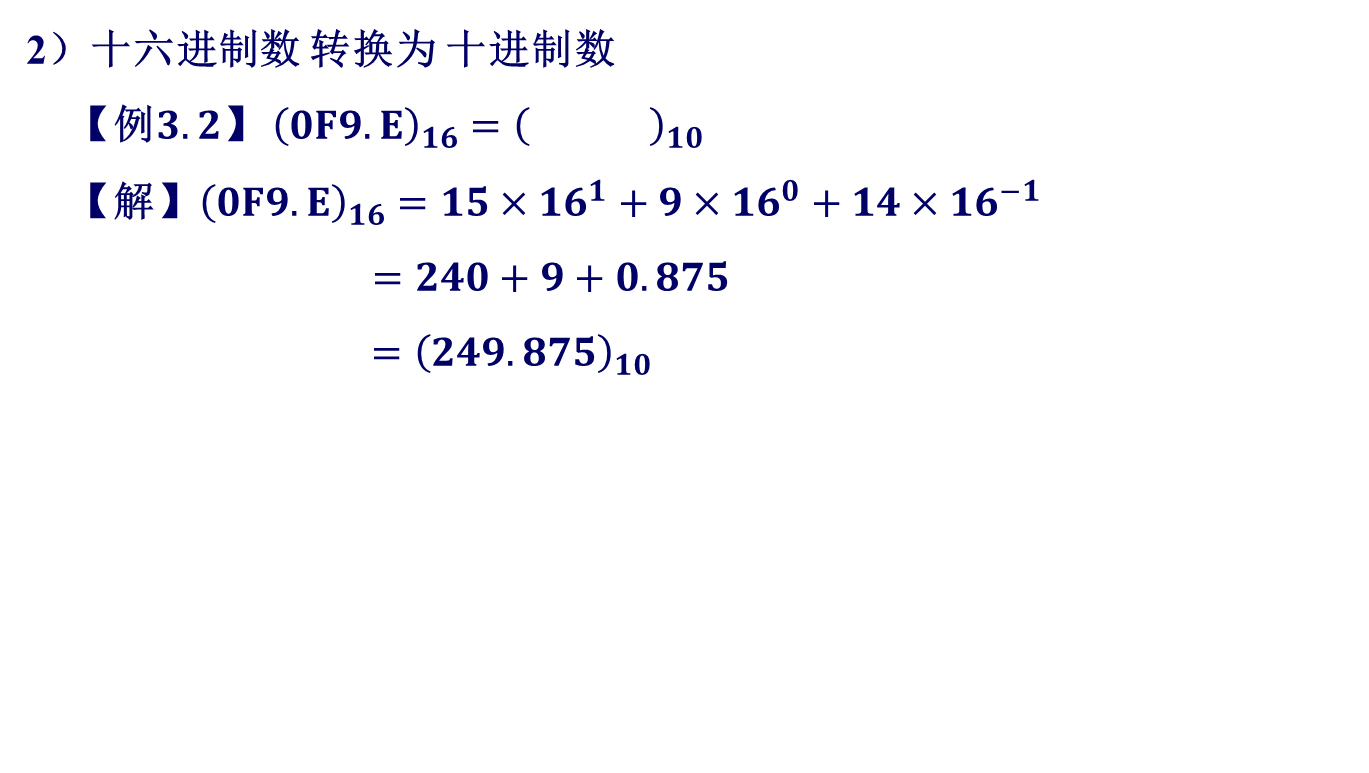 2）十六进制数 转换为 十进制数
【例3.2】(0F9.E)₁₆ = (          )₁₀
【解】(0F9.E)₁₆ = 15 × 16¹ + 9 × 16⁰ + 14 × 16⁻¹
= 240 + 9 + 0.875
= (249.875)₁₀